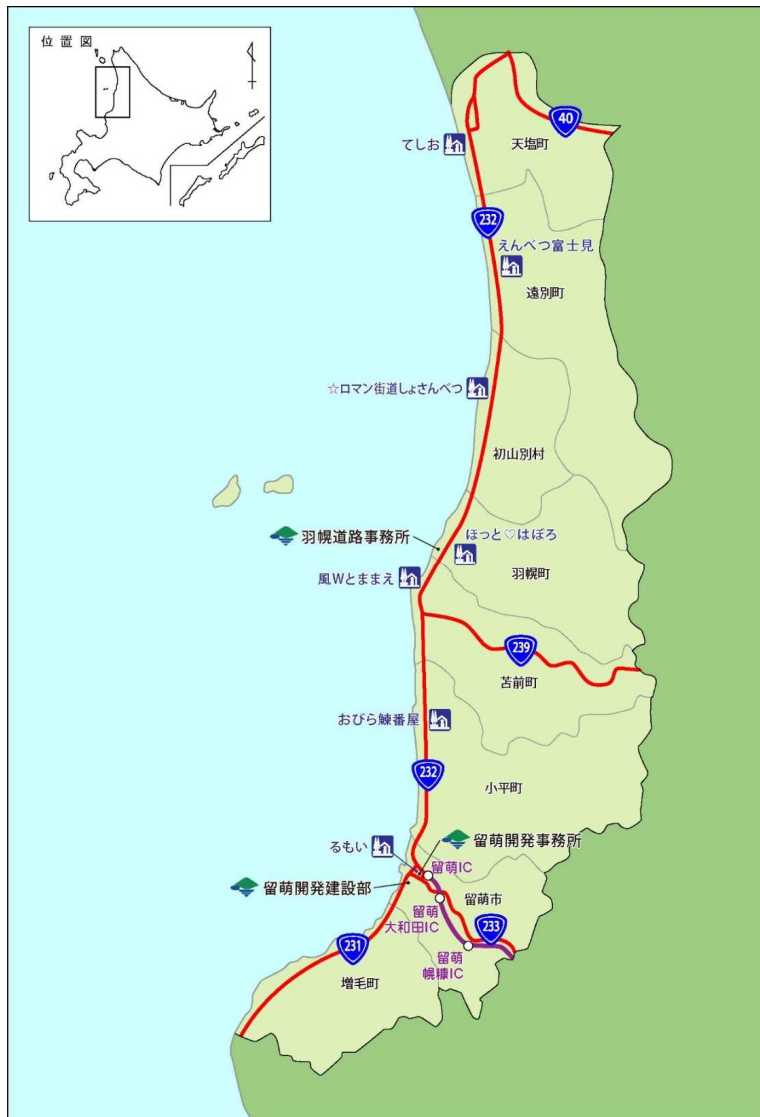 位置図
40
てしお
天塩町
232
えんべつ富士見
遠別町
☆ロマン街道しょさんべつ
初山別村
羽幌道路事務所
ほっと♡はぼろ
風Wとままえ
羽幌町
239
苫前町
おびら鰊番屋
232
小平町
るもい
留萌開発事務所
留萌IC
留萌開発建設部
留萌市
留萌
大和田IC
233
231
留萌
幌糠IC
増毛町